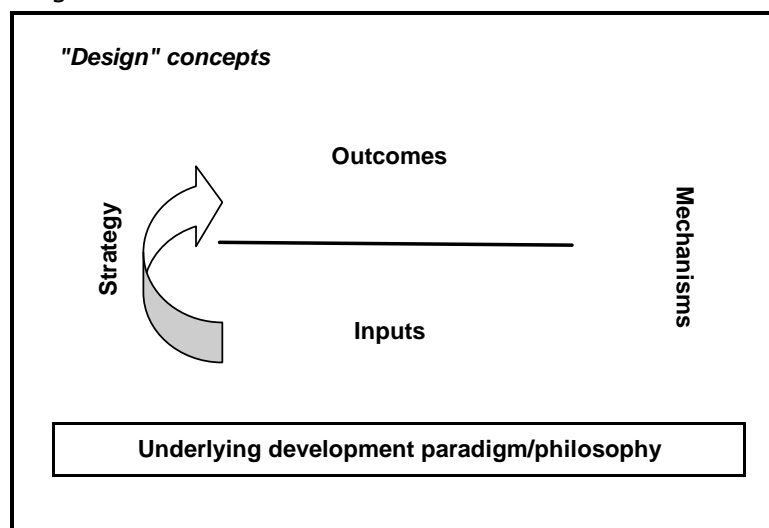 "Design" concepts
Outcomes
Strategy
Mechanisms
Inputs
Underlying development paradigm/philosophy